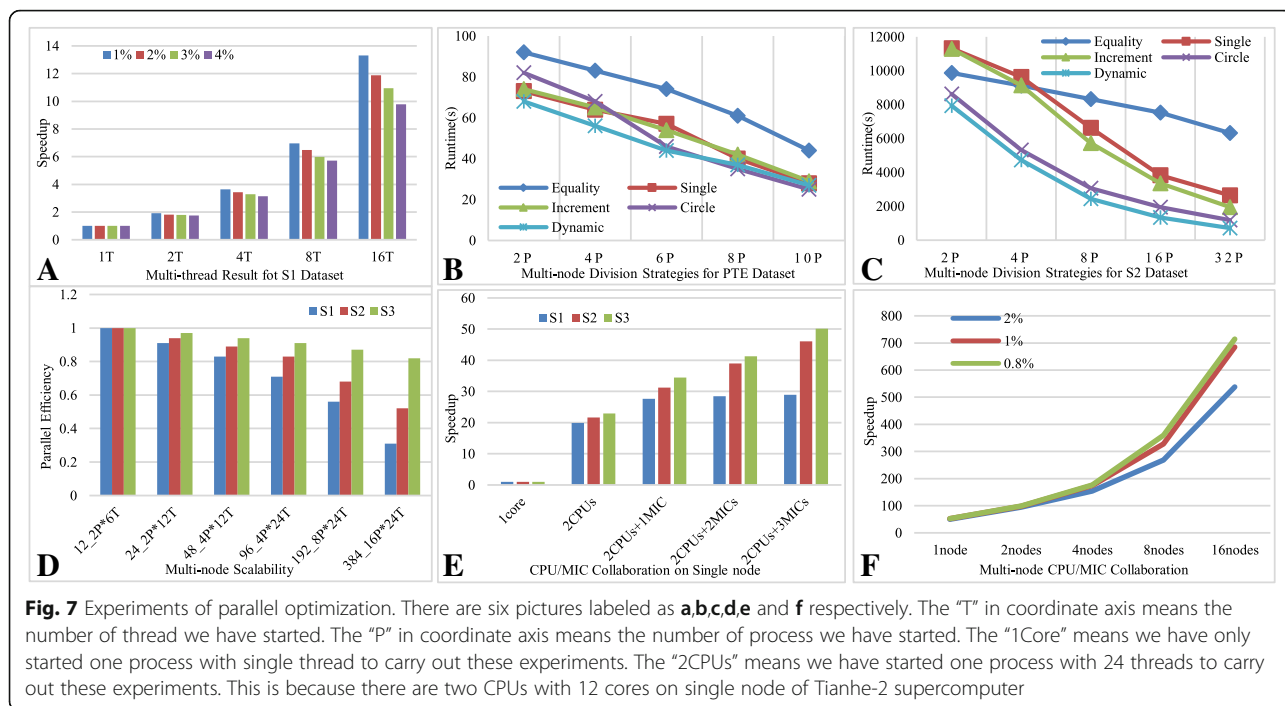 14
12
10
8
6
4
2
0
Speedup
1% 2% 3% 4%
1T 2T 4T 8T 16T
Multi-thread Result fot S1 Dataset
A
100
80
60
40
20
0
Runtime(s)
Equality Single
Increment Circle
Dynamic
2 P 4 P 6 P 8 P 1 0 P
Multi-node Division Strategies for PTE Dataset
B
12000
10000
8000
6000
4000
2000
0
Runtime(s)
Equality Single
Increment Circle
Dynamic
2 P 4 P 8 P 1 6 P 3 2 P
Multi-node Division Strategies for S2 Dataset
C
1.2
1
0.8
0.6
0.4
0.2
0
Parallel Efficiency
S1 S2 S3
12_2P*6T 24_2P*12T 48_4P*12T 96_4P*24T 192_8P*24T 384_16P*24T
Multi-node Scalability
D
60
50
40
30
20
10
0
Speedup
S1 S2 S3
1core 2CPUs 2CPUs+1MIC 2CPUs+2MICs 2CPUs+3MICs
CPU/MIC Collaboration on Single node
E
800
700
600
500
400
300
200
100
0
Speedup
2%
1%
0.8%
1node 2nodes 4nodes 8nodes 16nodes
Multi-node CPU/MIC Collaboration
F
Fig. 7 Experiments of parallel optimization. There are six pictures labeled as a,b,c,d,e and f respectively. The "T" in coordinate axis means the
number of thread we have started. The "P" in coordinate axis means the number of process we have started. The "1Core" means we have only
started one process with single thread to carry out these experiments. The "2CPUs" means we have started one process with 24 threads to carry
out these experiments. This is because there are two CPUs with 12 cores on single node of Tianhe-2 supercomputer